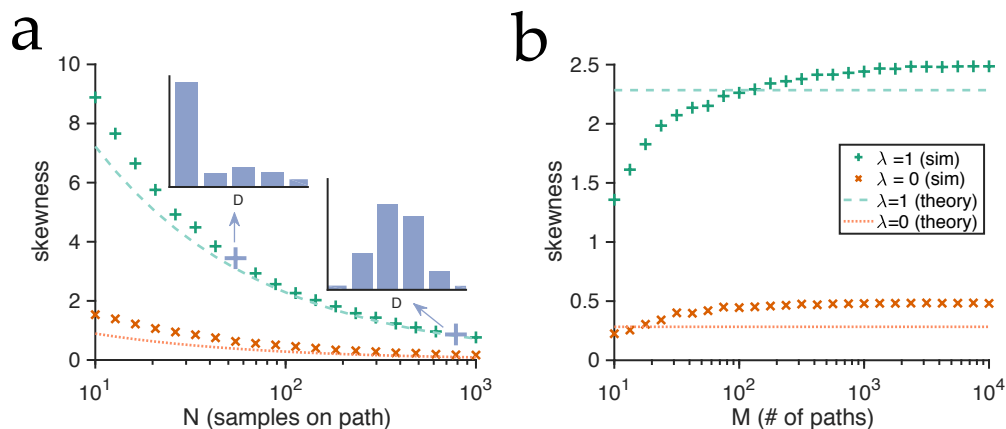 a
10
8
6
4
2
0
skewness
D
D
10^1
10^2
10^3
N (samples on path)
b
2.5
2
1.5
1
0.5
0
skewness
λ =1 (sim)
λ = 0 (sim)
λ=1 (theory)
λ=0 (theory)
10^1
10^2
10^3
10^4
M (# of paths)